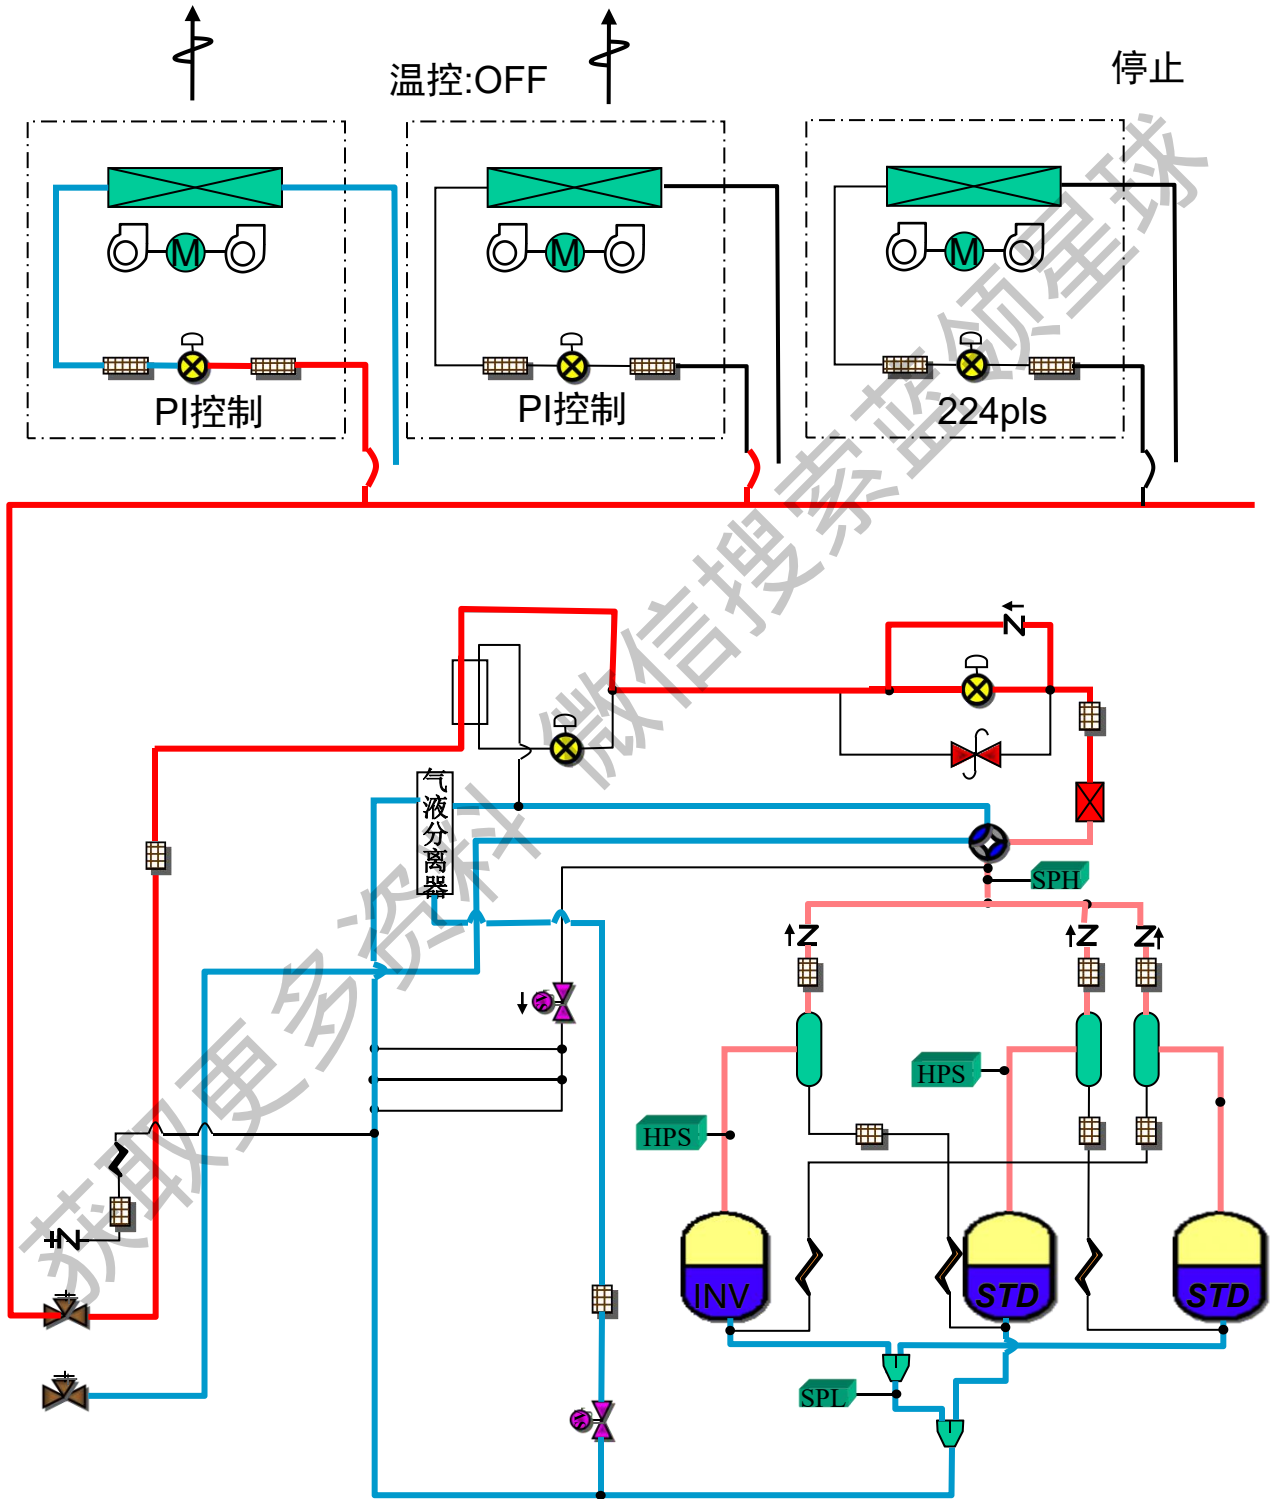 温控:OFF
停止
M
M
M
PI控制
PI控制
224pls
气
液
分
离
器
SPH
HPS
HPS
INV
STD
STD
SPL
获取更多资料 微信搜索蓝领星球